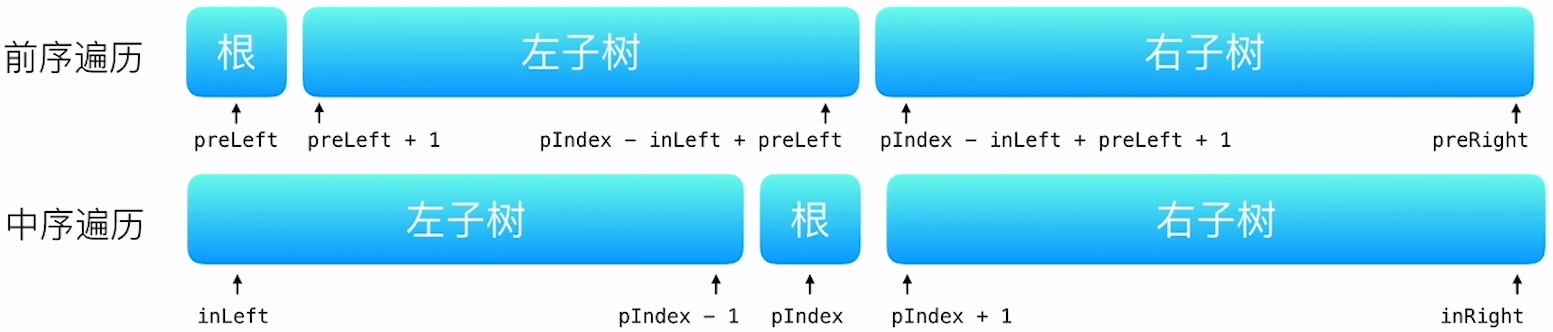 前序遍历 根 左子树 右子树
preLeft preLeft + 1 pIndex − inLeft + preLeft pIndex − inLeft + preLeft + 1 preRight
中序遍历 左子树 根 右子树
inLeft pIndex − 1 pIndex pIndex + 1 inRight